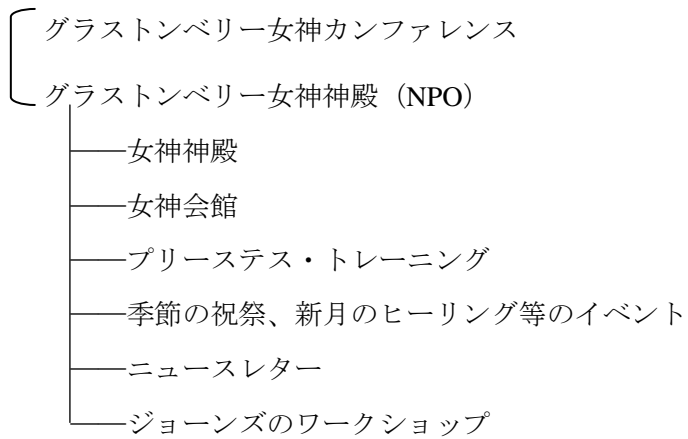 グラストンベリー女神カンファレンス
グラストンベリー女神神殿（NPO）
女神神殿
女神会館
プリーステス・トレーニング
季節の祝祭、新月のヒーリング等のイベント
ニュースレター
ジョーンズのワークショップ